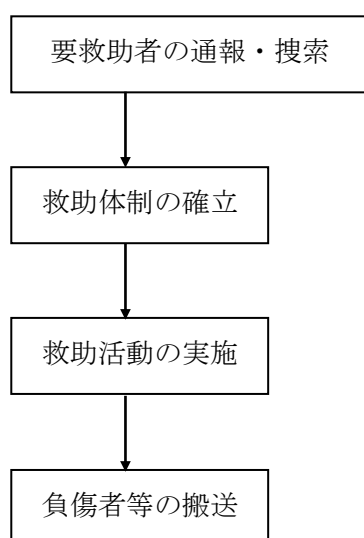 要救助者の通報・捜索
救助体制の確立
救助活動の実施
負傷者等の搬送